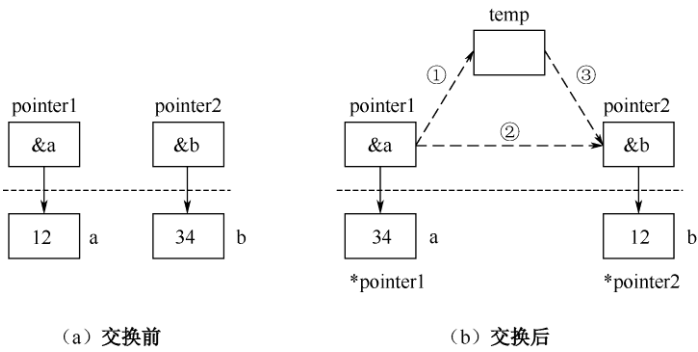 temp
①
③
pointer1 pointer2 pointer1 pointer2
&a &b &a ② &b
12 a 34 b 34 a 12 b
*pointer1 *pointer2
（a）交换前 （b）交换后